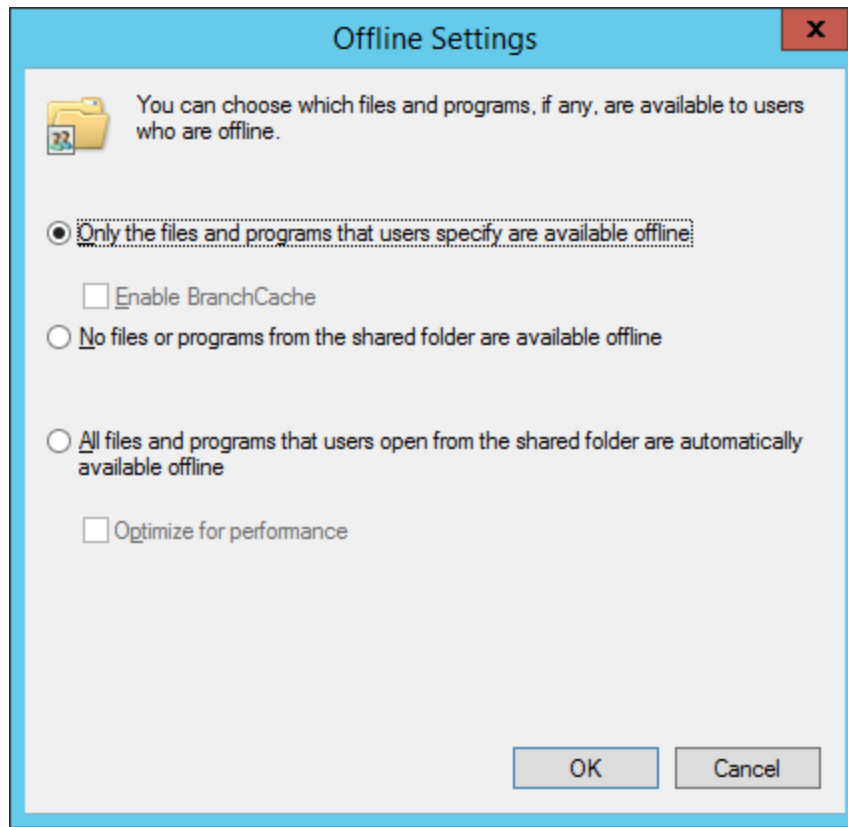 Offline Settings
x
You can choose which files and programs, if any, are available to users
who are offline.
Only the files and programs that users specify are available offline
Enable BranchCache
No files or programs from the shared folder are available offline
All files and programs that users open from the shared folder are automatically
available offline
Optimize for performance
OK
Cancel